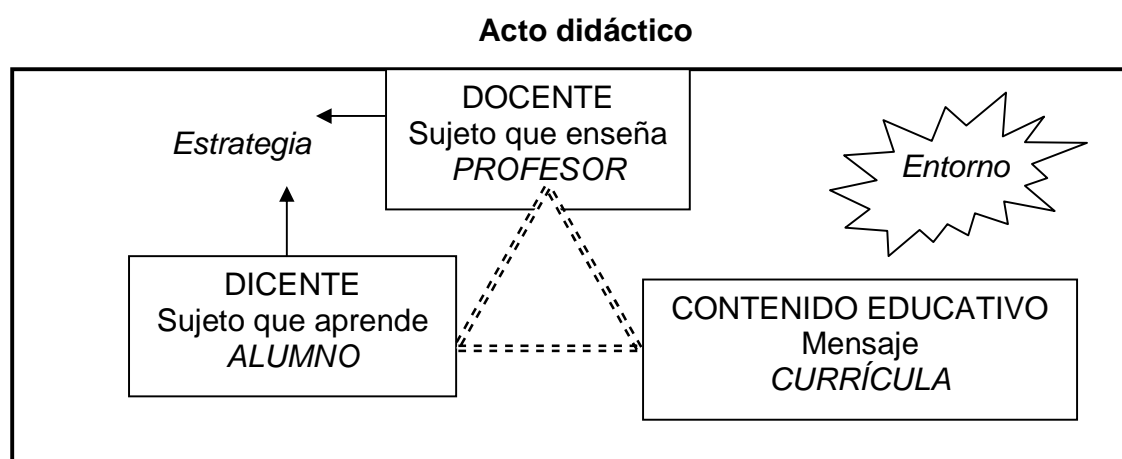 Acto didáctico
DOCENTE
Sujeto que enseña
PROFESOR
Estrategia
Entorno
DICENTE
Sujeto que aprende
ALUMNO
CONTENIDO EDUCATIVO
Mensaje
CURRÍCULA